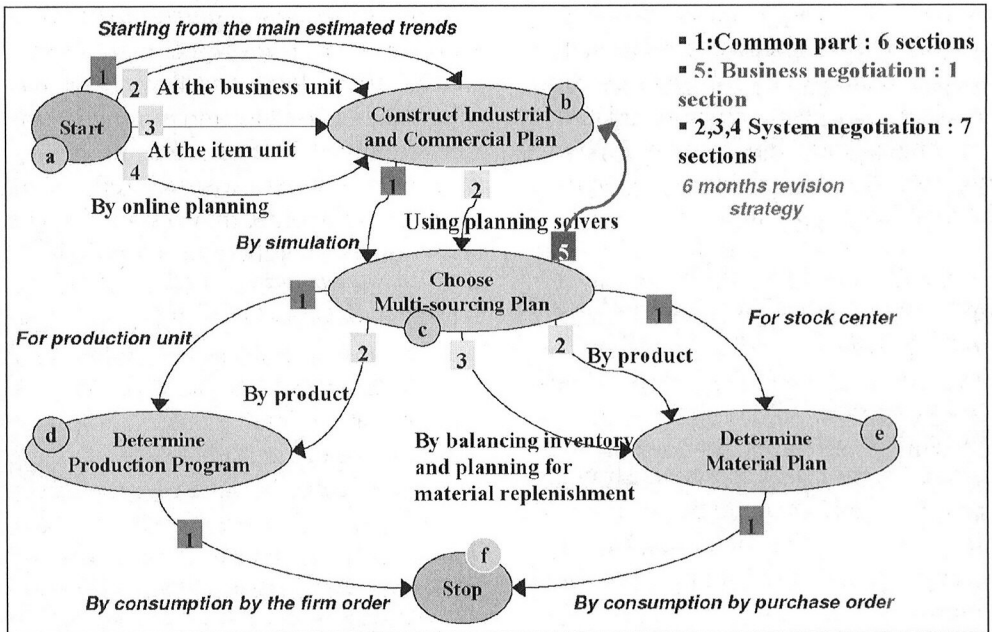 Starting from the main estimated trends
1
2
At the business unit
Start
3
a
At the item unit
4
By online planning
b
Construct Industrial
and Commercial Plan
▪ 1:Common part : 6 sections
▪ 5: Business negotiation : 1
section
▪ 2,3,4 System negotiation : 7
sections
6 months revision
strategy
1
2
Using planning solvers
By simulation
5
Choose
Multi-sourcing Plan
c
1
1
For production unit
For stock center
2
3
2
By product
By product
d
Determine
Production Program
By balancing inventory
and planning for
material replenishment
e
Determine
Material Plan
1
1
f
Stop
By consumption by the firm order
By consumption by purchase order